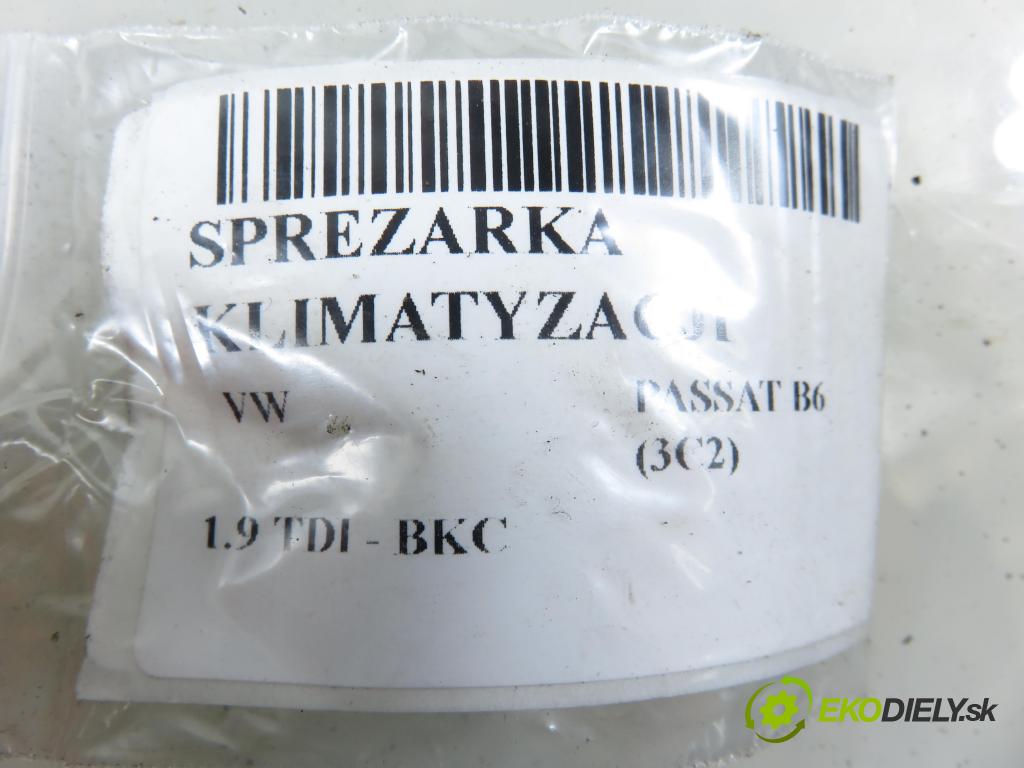 SPREZARKA
KLIMATYZACJI
VW PASSAT B6
(3C2)
1.9 TDI - BKC
EKODIELY.sk